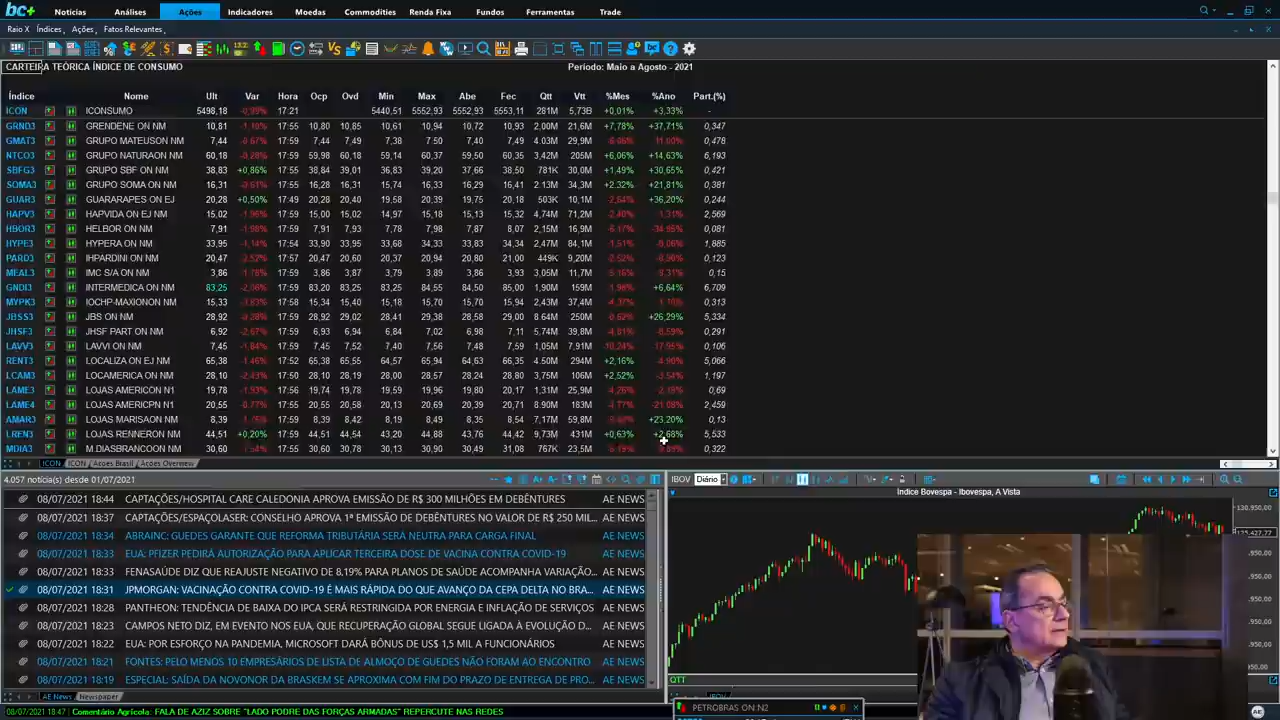 bc+ Notícias Análises Ações Indicadores Moedas Commodities Renda Fixa Fundos Ferramentas Trade
Raio X Índices Ações Fatos Relevantes
CARTEIRA TEÓRICA ÍNDICE DE CONSUMO Período: Maio a Agosto - 2021
Índice Nome Ult Var Hora Ocp Ovd Min Max Abe Fec Qtt Vtt %Mes %Ano Part.(%)
ICON ICONSUMO 5498,18 -0,99% 17:21 5440,51 5552,93 5552,93 5553,11 281M 5,73B +0,01% +3,33% -
GRND3 GRENDENE ON NM 10,81 -1,10% 17:55 10,80 10,85 10,61 10,94 10,72 10,93 2,00M 21,6M +7,78% +37,71% 0,347
GMAT3 GRUPO MATEUSON NM 7,44 -0,67% 17:55 7,44 7,49 7,38 7,50 7,40 7,49 4.03M 29,9M -6,06% -11,00% 0,478
NTCO3 GRUPO NATURAON NM 60,18 -0,28% 17:55 59,98 60,18 59,14 60,37 59,50 60,35 3,42M 205M +6,06% +14,63% 6,193
SBFG3 GRUPO SBF ON NM 38,83 +0,86% 17:55 38,84 39,01 36,83 39,20 37,66 38,50 781K 30,0M +1,49% +30,65% 0,421
SOMA3 GRUPO SOMA ON NM 16,31 -0,61% 17:55 16,28 16,31 15,74 16,33 16,29 16,41 2,13M 34,3M +2,32% +21,81% 0,381
GUAR3 GUARARAPES ON EJ 20,28 +0,50% 17:49 20,28 20,40 19,58 20,39 19,75 20,18 503K 10,1M -2,64% +36,20% 0,244
HAPV3 HAPVIDA ON EJ NM 15,02 -1,96% 17:55 15,00 15,02 14,97 15,18 15,13 15,32 4,74M 71,2M -2,40% -1,31% 2,569
HBOR3 HELBOR ON NM 7,91 -1,98% 17:55 7,91 7,93 7,78 7,98 7,87 8,07 2,15M 16,9M -6,17% -34,95% 0,081
HYPE3 HYPERA ON NM 33,95 -1,14% 17:54 33,90 33,95 33,68 34,33 33,83 34,34 2,47M 84,1M -1,51% -9,06% 1,885
PARD3 IHPARDINI ON NM 20,47 -2,52% 17:57 20,47 20,60 20,37 20,94 20,80 21,00 449K 9,20M -2,52% 0,123
MEAL3 IMC S/A ON NM 3,86 -1,78% 17:57 3,86 3,87 3,79 3,89 3,86 3,93 3,05M 11,7M 0,15
GNDI3 INTERMEDICA ON NM 83,25 -2,06% 17:59 83,20 83,25 83,25 84,55 84,50 85,00 1,90M 159M -1,98% +6,64% 6,709
MYPK3 IOCHP-MAXIONON NM 15,33 17:58 15,34 15,40 15,18 15,70 15,70 15,94 2,43M 37,4M -4,37% -1,10% 0,313
JBSS3 JBS ON NM 28,92 -0,28% 17:59 28,92 29,01 28,41 29,38 28,58 29,00 8.64M 250M -0,62% +26,29% 5,334
JHSF3 JHSF PART ON NM 6,92 -2,67% 17:56 6,93 6,94 6,84 7,02 6,98 7,11 5,74M 39,8M -4,81% 0,291
LAVV3 LAVVI ON NM 7,45 17:55 7,45 7,52 7,40 7,56 7,48 7,59 1,05M 7,91M -10,24% -17,95% 0,106
RENT3 LOCALIZA ON EJ NM 65,38 -1,46% 17:52 65,38 65,55 64,57 65,94 64,63 66,35 4.50M 294M +2,16% -4,90% 5,066
LCAM3 LOCAMERICA ON NM 28,10 -2,43% 17:59 28,10 28,19 28,00 28,57 28,24 28,80 3,75M 106M +2,52% -3,54% 1,197
LAME3 LOJAS AMERICON N1 19,78 -1,93% 17:56 19,74 19,78 19,59 19,96 19,80 20,17 1,31M 25,9M -4,26% 0,69
LAME4 LOJAS AMERICPN N1 20,55 -0,77% 17:55 20,55 20,58 20,13 20,69 20,39 20,71 8.90M 183M -4,77% -21,08% 2,459
AMAR3 LOJAS MARISAON NM 8,39 17:59 8,39 8,42 8,19 8,49 8,35 8,54 7,17M 59,8M +23,20% 0,13
LREN3 LOJAS RENNERON NM 44,51 +0,20% 17:59 44,51 44,54 43,20 44,88 43,76 44,42 9,73M 431M +0,63% +2,68% 5,533
MDIA3 M.DIASBRANCOON NM 30,60 17:55 30,60 30,78 30,13 30,90 30,49 31,08 767K 23,5M 0,322
ICON ICON Acoes Brasil Acoes Overview
4.057 notícia(s) desde 01/07/2021
IBOV Diário
08/07/2021 18:44 CAPTAÇÕES/HOSPITAL CARE CALEDONIA APROVA EMISSÃO DE R$ 300 MILHÕES EM DEBÊNTURES AE NEWS
Índice Bovespa - Ibovespa, A Vista
08/07/2021 18:37 CAPTAÇÕES/ESPAÇOLASER: CONSELHO APROVA 1ª EMISSÃO DE DEBÊNTURES NO VALOR DE R$ 250 MIL... AE NEWS
130.950,00
125.427,77
08/07/2021 18:34 ABRAINC: GUEDES GARANTE QUE REFORMA TRIBUTÁRIA SERÁ NEUTRA PARA CARGA FINAL AE NEWS
08/07/2021 18:33 EUA: PFIZER PEDIRÁ AUTORIZAÇÃO PARA APLICAR TERCEIRA DOSE DE VACINA CONTRA COVID-19 AE NEWS
08/07/2021 18:33 FENASAÚDE DIZ QUE REAJUSTE NEGATIVO DE 8,19% PARA PLANOS DE SAÚDE ACOMPANHA VARIAÇÃO... AE NEWS
08/07/2021 18:31 JPMORGAN: VACINAÇÃO CONTRA COVID-19 É MAIS RÁPIDA DO QUE AVANÇO DA CEPA DELTA NO BRA... AE NEWS
08/07/2021 18:28 PANTHEON: TENDÊNCIA DE BAIXA DO IPCA SERÁ RESTRINGIDA POR ENERGIA E INFLAÇÃO DE SERVIÇOS AE NEWS
08/07/2021 18:23 CAMPOS NETO DIZ, EM EVENTO NOS EUA, QUE RECUPERAÇÃO GLOBAL SEGUE LIGADA À EVOLUÇÃO D... AE NEWS
08/07/2021 18:22 EUA: POR ESFORÇO NA PANDEMIA, MICROSOFT DARÁ BÔNUS DE US$ 1,5 MIL A FUNCIONÁRIOS AE NEWS
08/07/2021 18:21 FONTES: PELO MENOS 10 EMPRESÁRIOS DE LISTA DE ALMOÇO DE GUEDES NÃO FORAM AO ENCONTRO AE NEWS
08/07/2021 18:19 ESPECIAL: SAÍDA DA NOVONOR DA BRASKEM SE APROXIMA COM FIM DO PRAZO DE ENTREGA DE PRO... AE NEWS
QTT
AE News Newspaper
IBOV
PETROBRAS ON N2
08/07/2021 18:47 Comentário Agrícola: FALA DE AZIZ SOBRE "LADO PODRE DAS FORÇAS ARMADAS" REPERCUTE NAS REDES